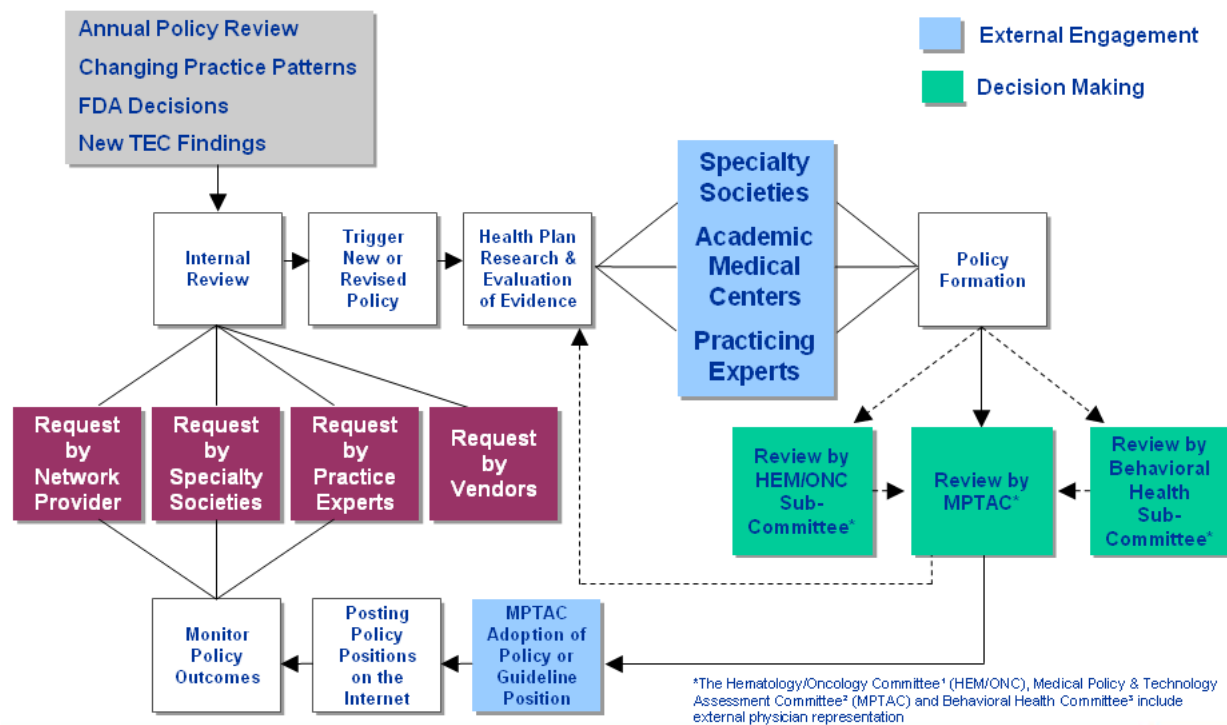 Annual Policy Review
Changing Practice Patterns
FDA Decisions
New TEC Findings
External Engagement
Decision Making
Internal
Review
Trigger
New or
Revised
Policy
Health Plan
Research &
Evaluation
of Evidence
Specialty
Societies
Academic
Medical
Centers
Practicing
Experts
Policy
Formation
Request
by
Network
Provider
Request
by
Specialty
Societies
Request
by
Practice
Experts
Request
by
Vendors
Review by
HEM/ONC
Sub-
Committee*
Review by
MPTAC*
Review by
Behavioral
Health
Sub-
Committee*
Monitor
Policy
Outcomes
Posting
Policy
Positions
on the
Internet
MPTAC
Adoption of
Policy or
Guideline
Position
*The Hematology/Oncology Committee¹ (HEM/ONC), Medical Policy & Technology
Assessment Committee² (MPTAC) and Behavioral Health Committee³ include
external physician representation